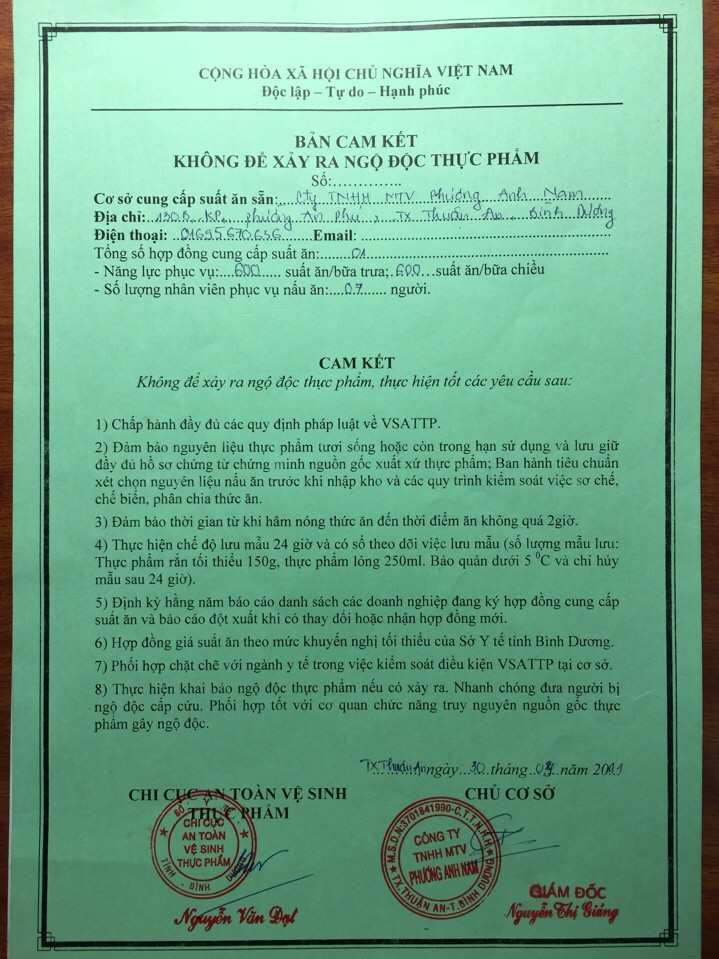 CỘNG HÒA XÃ HỘI CHỦ NGHĨA VIỆT NAM
Độc lập – Tự do – Hạnh phúc
BẢN CAM KẾT
KHÔNG ĐỂ XẢY RA NGỘ ĐỘC THỰC PHẨM
Số:.............
Cơ sở cung cấp suất ăn sẵn: Cty TNHH MTV Phương Anh Nam
Địa chỉ: 130B, KP, phường An Phú, TX Thuận An, Bình Dương
Điện thoại: 01695670656 Email:
Tổng số hợp đồng cung cấp suất ăn: 01
- Năng lực phục vụ: 600 suất ăn/bữa trưa; 600 suất ăn/bữa chiều
- Số lượng nhân viên phục vụ nấu ăn: 07 người.
CAM KẾT
Không để xảy ra ngộ độc thực phẩm, thực hiện tốt các yêu cầu sau:
1) Chấp hành đầy đủ các quy định pháp luật về VSATTP.
2) Đảm bảo nguyên liệu thực phẩm tươi sống hoặc còn trong hạn sử dụng và lưu giữ
đầy đủ hồ sơ chứng từ chứng minh nguồn gốc xuất xứ thực phẩm; Ban hành tiêu chuẩn
xét chọn nguyên liệu nấu ăn trước khi nhập kho và các quy trình kiểm soát việc sơ chế,
chế biến, phân chia thức ăn.
3) Đảm bảo thời gian từ khi hâm nóng thức ăn đến thời điểm ăn không quá 2giờ.
4) Thực hiện chế độ lưu mẫu 24 giờ và có sổ theo dõi việc lưu mẫu (số lượng mẫu lưu:
Thực phẩm rắn tối thiểu 150g, thực phẩm lỏng 250ml. Bảo quản dưới 5 ⁰C và chỉ hủy
mẫu sau 24 giờ).
5) Định kỳ hằng năm báo cáo danh sách các doanh nghiệp đang ký hợp đồng cung cấp
suất ăn và báo cáo đột xuất khi có thay đổi hoặc nhận hợp đồng mới.
6) Hợp đồng giá suất ăn theo mức khuyến nghị tối thiểu của Sở Y tế tỉnh Bình Dương.
7) Phối hợp chặt chẽ với ngành y tế trong việc kiểm soát điều kiện VSATTP tại cơ sở.
8) Thực hiện khai báo ngộ độc thực phẩm nếu có xảy ra. Nhanh chóng đưa người bị
ngộ độc cấp cứu. Phối hợp tốt với cơ quan chức năng truy nguyên nguồn gốc thực
phẩm gây ngộ độc.
TX Thuận An ngày 30 tháng năm
CHI CỤC AN TOÀN VỆ SINH
THỰC PHẨM
CHỦ CƠ SỞ
SỞ Y TẾ
CHI CỤC
AN TOÀN
VỆ SINH
THỰC PHẨM
TỈNH BÌNH DƯƠNG
Nguyễn Văn Đạt
M.S.D.N:3701841990-C.T.T.N.H.H
CÔNG TY
TNHH MTV
PHƯƠNG ANH NAM
TX.THUẬN AN-T.BÌNH DƯƠNG
GIÁM ĐỐC
Nguyễn Thị Giáng